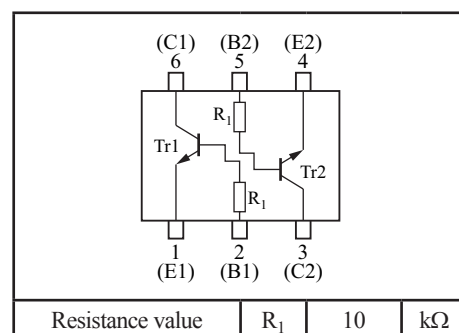 (C1) (B2) (E2)
6 5 4
R₁
Tr1
Tr2
R₁
1 2 3
(E1) (B1) (C2)
Resistance value R₁ 10 kΩ